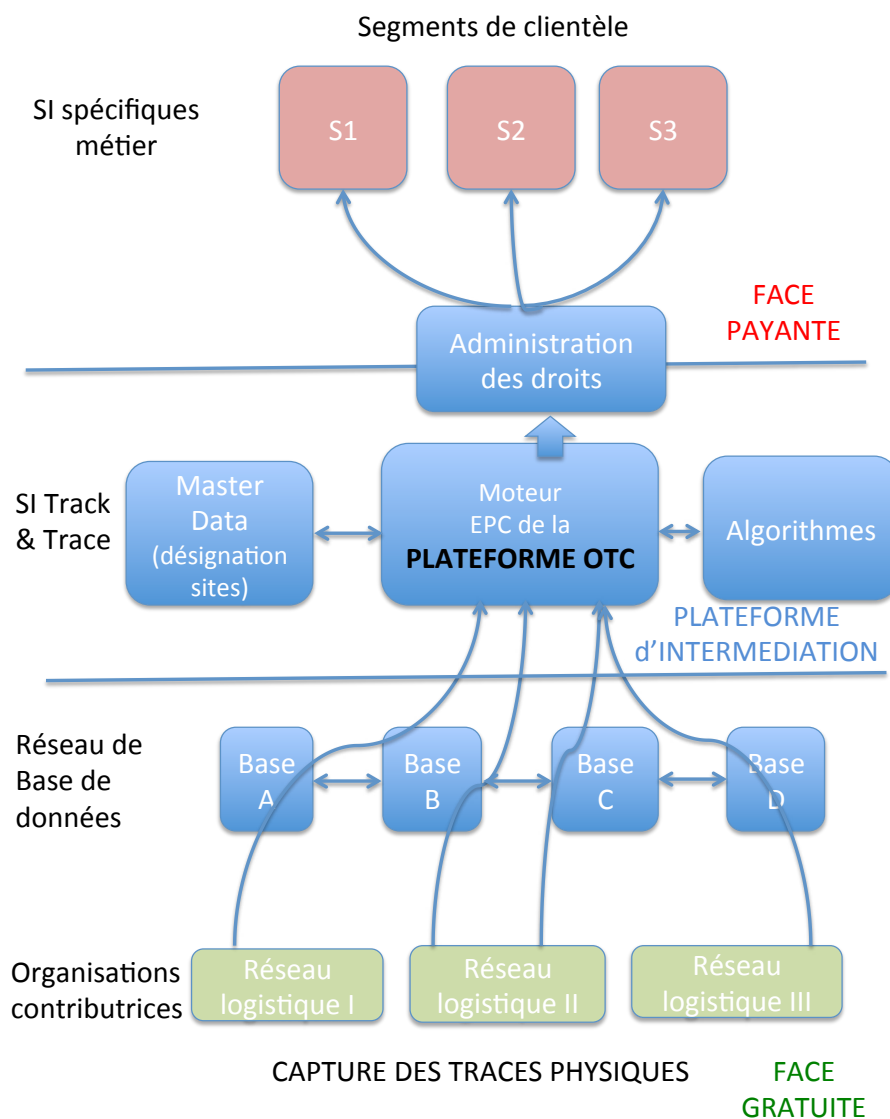 Segments de clientèle
SI spécifiques
métier
S1
S2
S3
FACE
PAYANTE
Administration
des droits
SI Track
& Trace
Master
Data
(désignation
sites)
Moteur
EPC de la
PLATEFORME OTC
Algorithmes
PLATEFORME
d'INTERMEDIATION
Réseau de
Base de
données
Base
A
Base
B
Base
C
Base
D
Organisations
contributrices
Réseau
logistique I
Réseau
logistique II
Réseau
logistique III
CAPTURE DES TRACES PHYSIQUES
FACE
GRATUITE